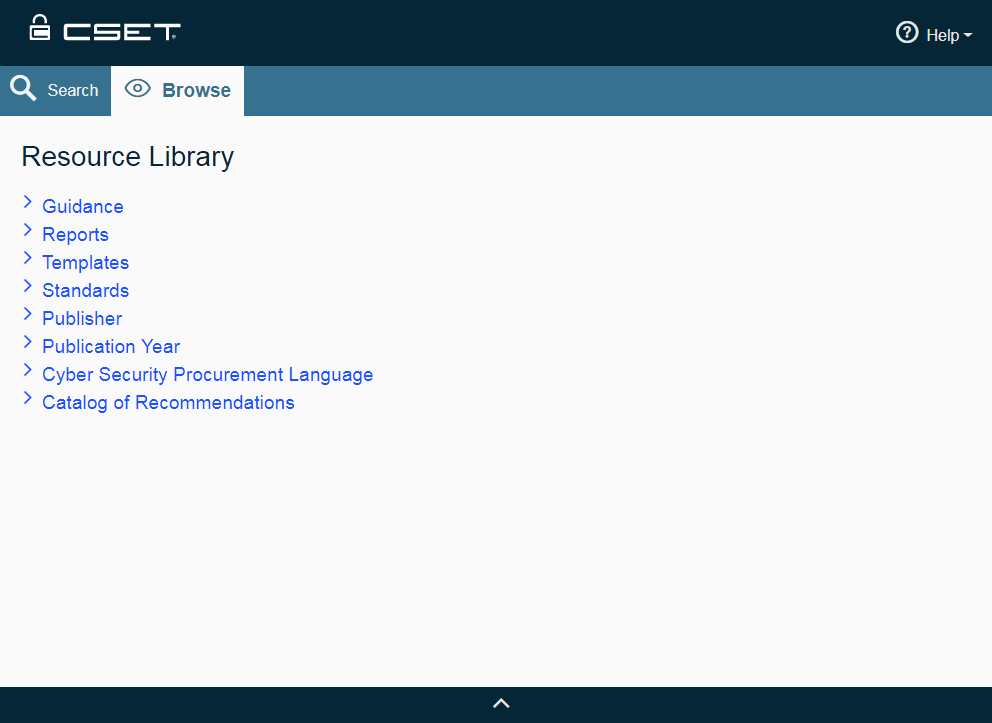 CSET
Help
Search
Browse
Resource Library
Guidance
Reports
Templates
Standards
Publisher
Publication Year
Cyber Security Procurement Language
Catalog of Recommendations